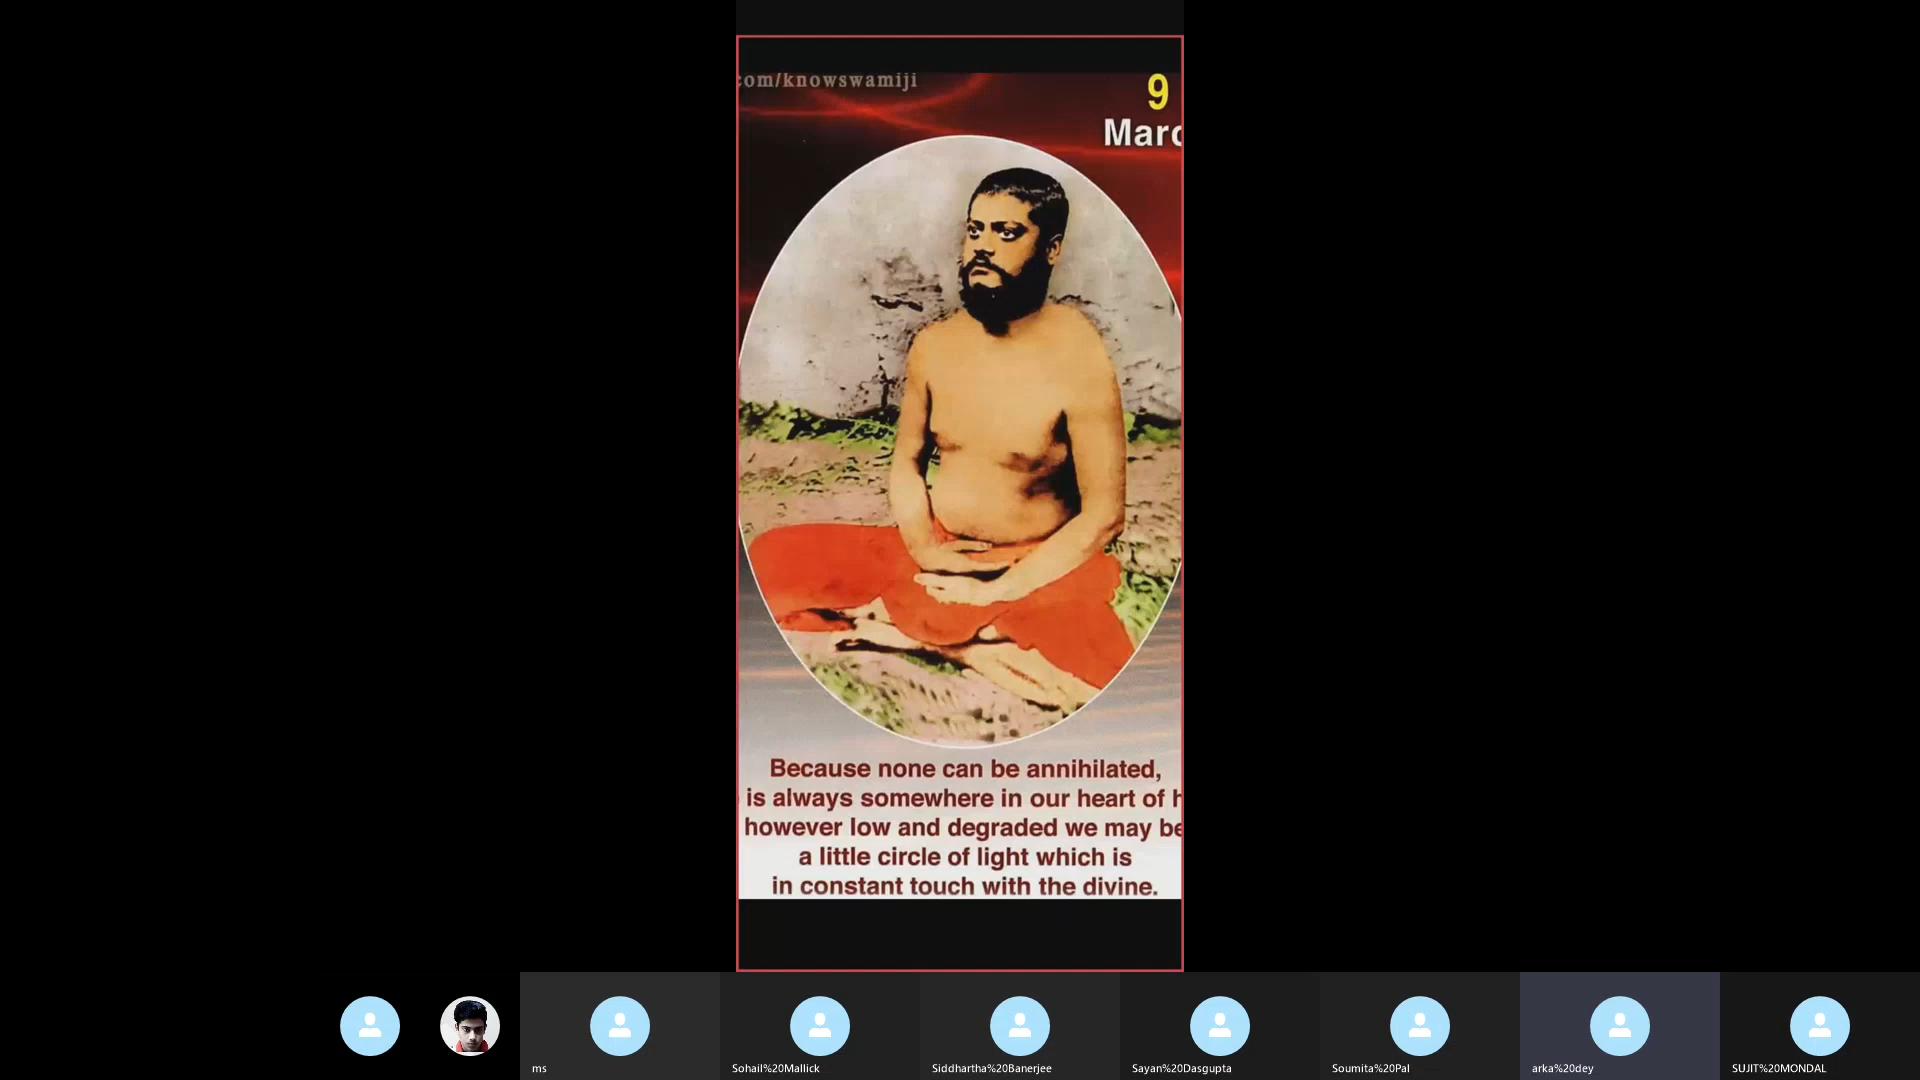 com/knowswamiji
9
Marc
Because none can be annihilated,
is always somewhere in our heart of h
however low and degraded we may be
a little circle of light which is
in constant touch with the divine.
ms
Sohail%20Mallick
Siddhartha%20Banerjee
Sayan%20Dasgupta
Soumita%20Pal
arka%20dey
SUJIT%20MONDAL